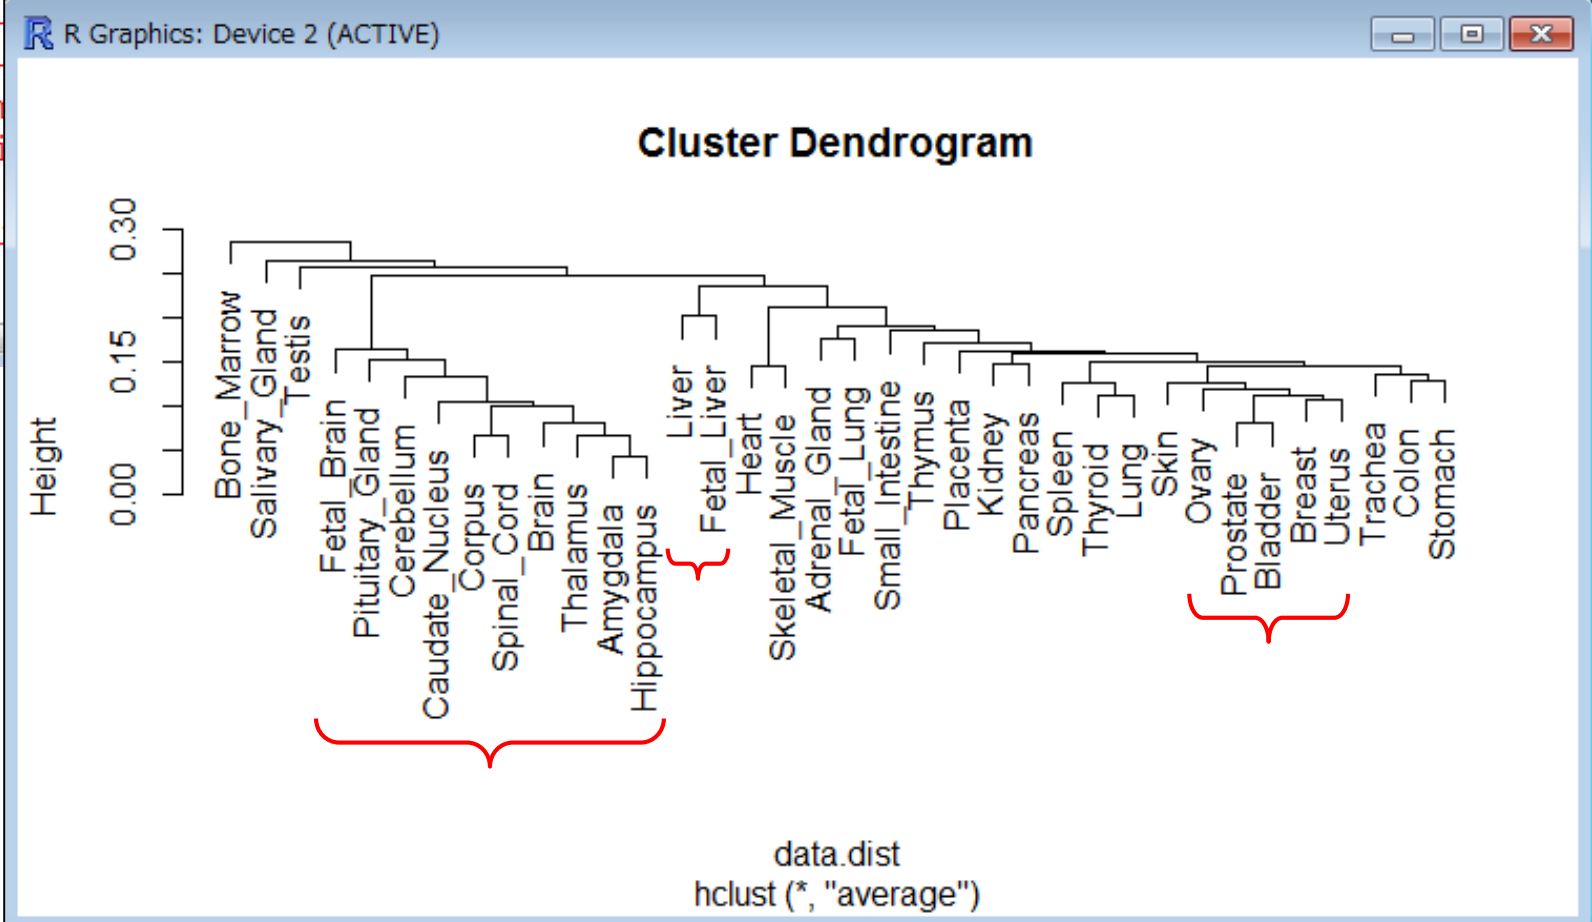 R Graphics: Device 2 (ACTIVE)
Cluster Dendrogram
Height
0.00
0.15
0.30
Bone_Marrow
Salivary_Gland
Testis
Fetal_Brain
Pituitary_Gland
Cerebellum
Caudate_Nucleus
Corpus
Spinal_Cord
Brain
Thalamus
Amygdala
Hippocampus
Liver
Fetal_Liver
Heart
Skeletal_Muscle
Adrenal_Gland
Fetal_Lung
Small_Intestine
Thymus
Placenta
Kidney
Pancreas
Spleen
Thyroid
Lung
Skin
Ovary
Prostate
Bladder
Breast
Uterus
Trachea
Colon
Stomach
data.dist
hclust (*, "average")